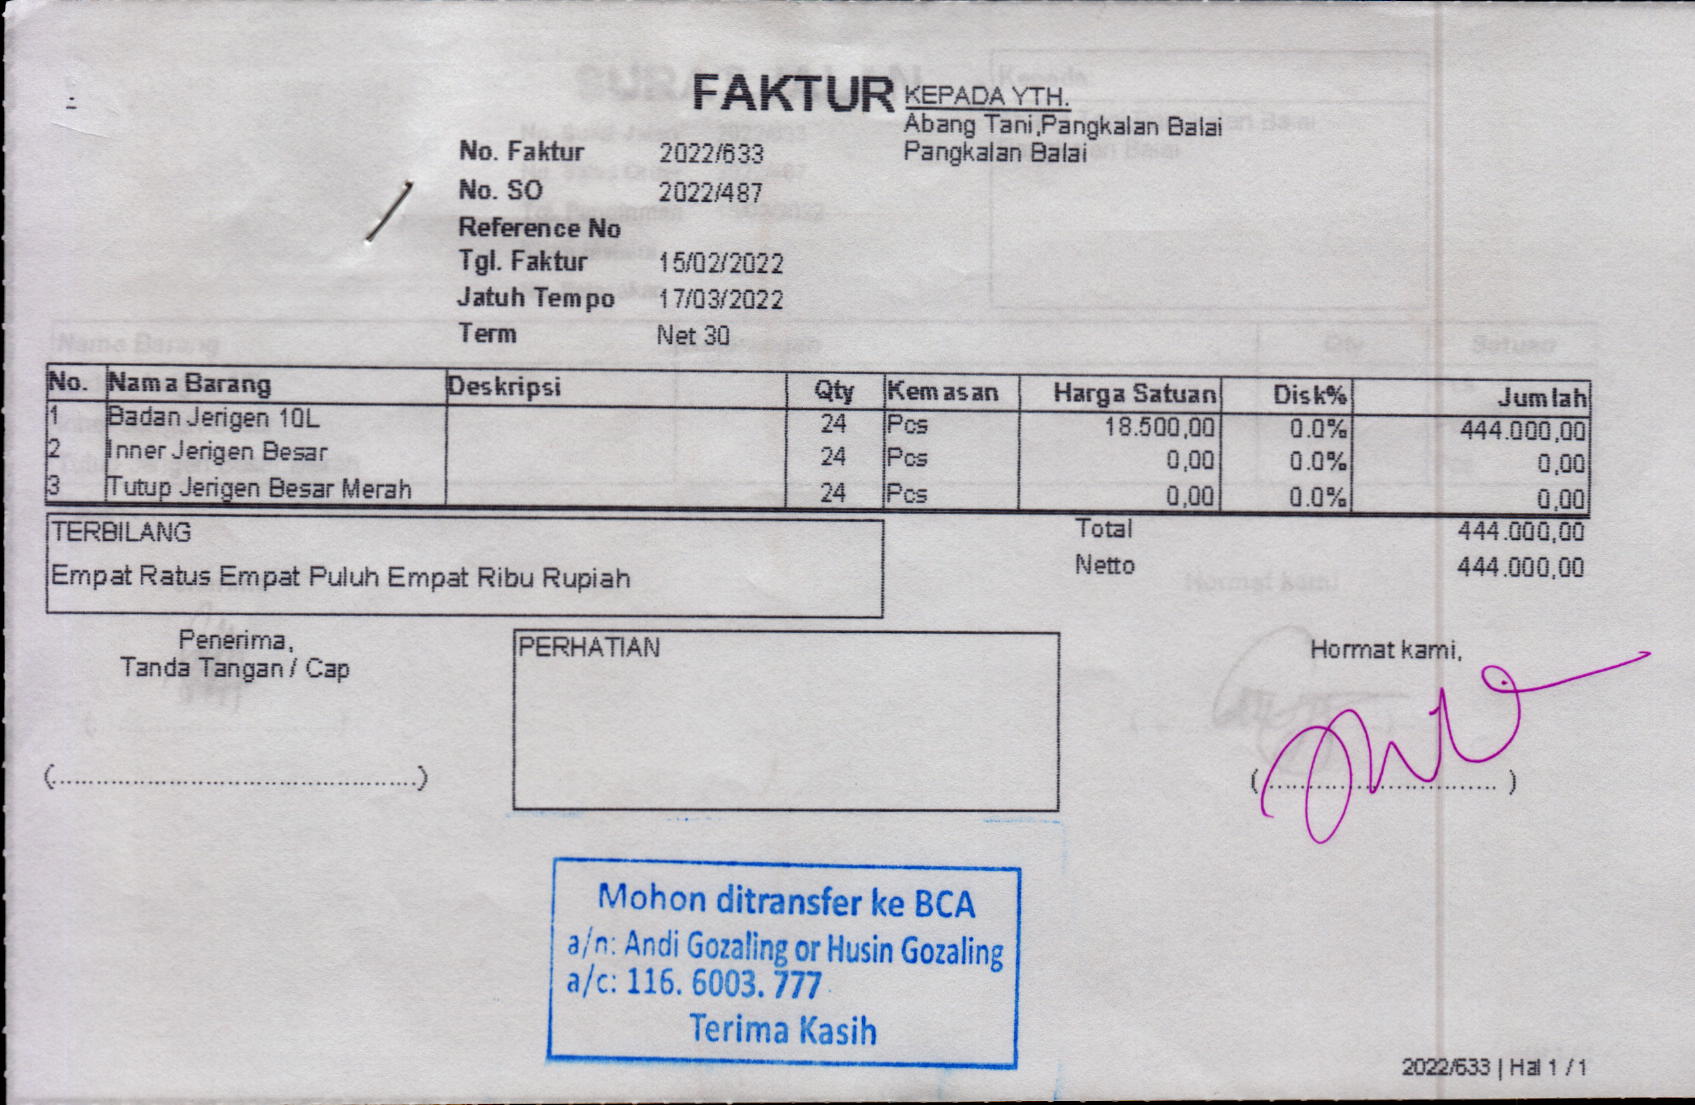 FAKTUR
KEPADA YTH.
Abang Tani,Pangkalan Balai
Pangkalan Balai
No. Faktur 2022/633
No. SO 2022/487
Reference No
Tgl. Faktur 15/02/2022
Jatuh Tempo 17/03/2022
Term Net 30
No. Nama Barang Deskripsi Qty Kemasan Harga Satuan Disk% Jumlah
1 Badan Jerigen 10L 24 Pcs 18.500,00 0.0% 444.000,00
2 Inner Jerigen Besar 24 Pcs 0,00 0.0% 0,00
3 Tutup Jerigen Besar Merah 24 Pcs 0,00 0.0% 0,00
TERBILANG
Empat Ratus Empat Puluh Empat Ribu Rupiah
Total 444.000,00
Netto 444.000,00
Penerima,
Tanda Tangan / Cap
(................................................)
PERHATIAN
Hormat kami,
(.............................. )
Mohon ditransfer ke BCA
a/n: Andi Gozaling or Husin Gozaling
a/c: 116. 6003. 777
Terima Kasih
2022/633 | Hal 1 / 1